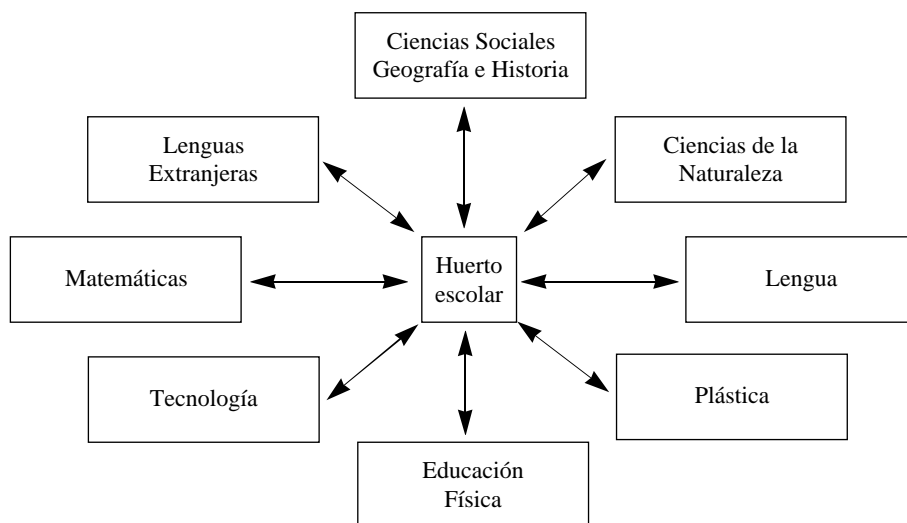 Ciencias Sociales
Geografía e Historia
Lenguas
Extranjeras
Ciencias de la
Naturaleza
Matemáticas
Huerto
escolar
Lengua
Tecnología
Plástica
Educación
Física